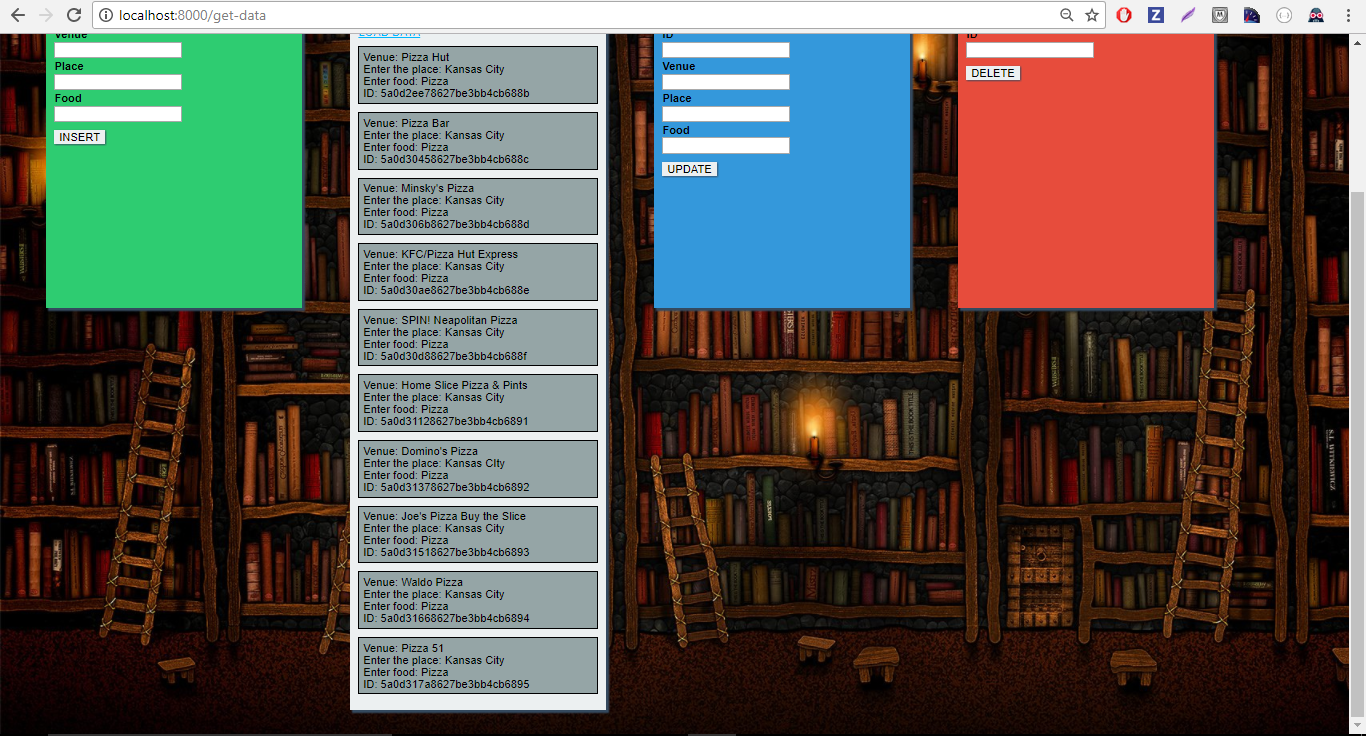 localhost:8000/get-data
Venue
Place
Food
INSERT
LOAD DATA
Venue: Pizza Hut
Enter the place: Kansas City
Enter food: Pizza
ID: 5a0d2ee78627be3bb4cb688b
Venue: Pizza Bar
Enter the place: Kansas City
Enter food: Pizza
ID: 5a0d30458627be3bb4cb688c
Venue: Minsky's Pizza
Enter the place: Kansas City
Enter food: Pizza
ID: 5a0d306b8627be3bb4cb688d
Venue: KFC/Pizza Hut Express
Enter the place: Kansas City
Enter food: Pizza
ID: 5a0d30ae8627be3bb4cb688e
Venue: SPIN! Neapolitan Pizza
Enter the place: Kansas City
Enter food: Pizza
ID: 5a0d30d88627be3bb4cb688f
Venue: Home Slice Pizza & Pints
Enter the place: Kansas City
Enter food: Pizza
ID: 5a0d31128627be3bb4cb6891
Venue: Domino's Pizza
Enter the place: Kansas CIty
Enter food: Pizza
ID: 5a0d31378627be3bb4cb6892
Venue: Joe's Pizza Buy the Slice
Enter the place: Kansas City
Enter food: Pizza
ID: 5a0d31518627be3bb4cb6893
Venue: Waldo Pizza
Enter the place: Kansas City
Enter food: Pizza
ID: 5a0d31668627be3bb4cb6894
Venue: Pizza 51
Enter the place: Kansas City
Enter food: Pizza
ID: 5a0d317a8627be3bb4cb6895
ID
Venue
Place
Food
UPDATE
ID
DELETE